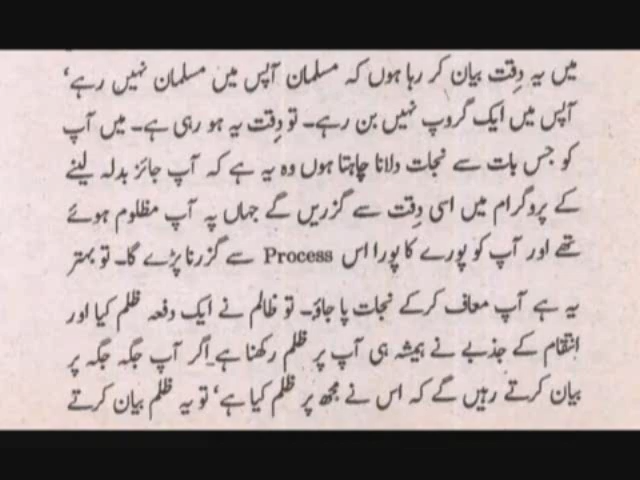 میں یہ دِقت بیان کر رہا ہوں کہ مسلمان آپس میں مسلمان نہیں رہے‘
آپس میں ایک گروپ نہیں بن رہے۔ تو دِقت یہ ہو رہی ہے۔ میں آپ
کو جس بات سے نجات دلانا چاہتا ہوں وہ یہ ہے کہ آپ جائز بدلہ لینے
کے پروگرام میں اسی دِقت سے گزریں گے جہاں پہ آپ مظلوم ہوئے
تھے اور آپ کو پورے کا پورا اس Process سے گزرنا پڑے گا۔ تو بہتر
یہ ہے آپ معاف کرکے نجات پا جاؤ۔ تو ظالم نے ایک دفعہ ظلم کیا اور
انتقام کے جذبے نے ہمیشہ ہی آپ پر ظلم رکھنا ہے اگر آپ جگہ جگہ پر
بیان کرتے رہیں گے کہ اس نے مجھ پر ظلم کیا ہے‘ تو یہ ظلم بیان کرتے